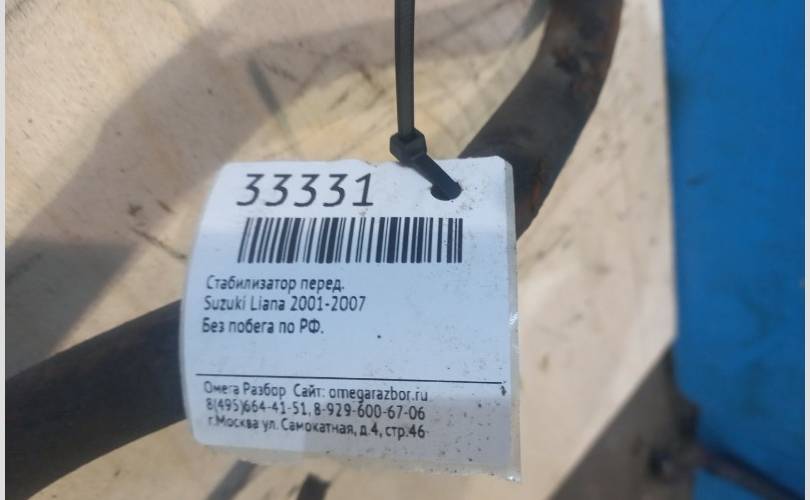 33331
Стабилизатор перед.
Suzuki Liana 2001-2007
Без побега по РФ.
Омега Разбор Сайт: omegarazbor.ru
8(495)664-41-51, 8-929-600-67-06
г.Москва ул. Самокатная, д.4, стр.46